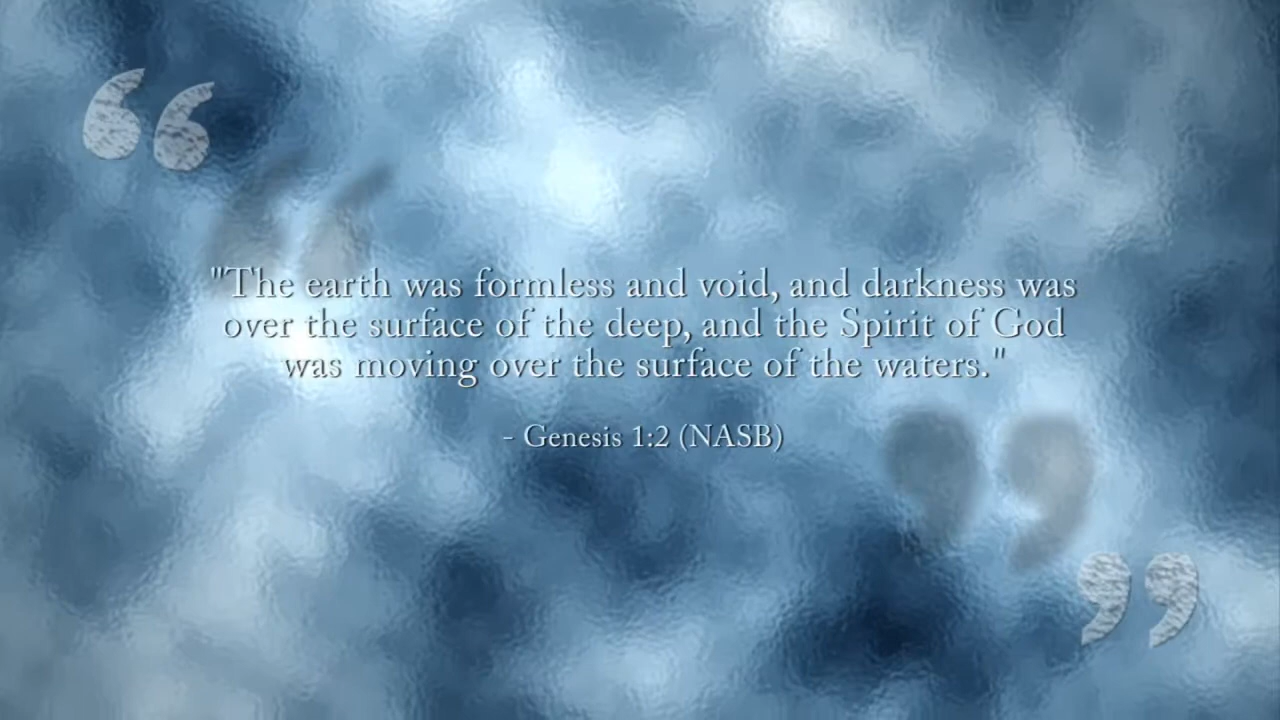 "The earth was formless and void, and darkness was
over the surface of the deep, and the Spirit of God
was moving over the surface of the waters."
- Genesis 1:2 (NASB)